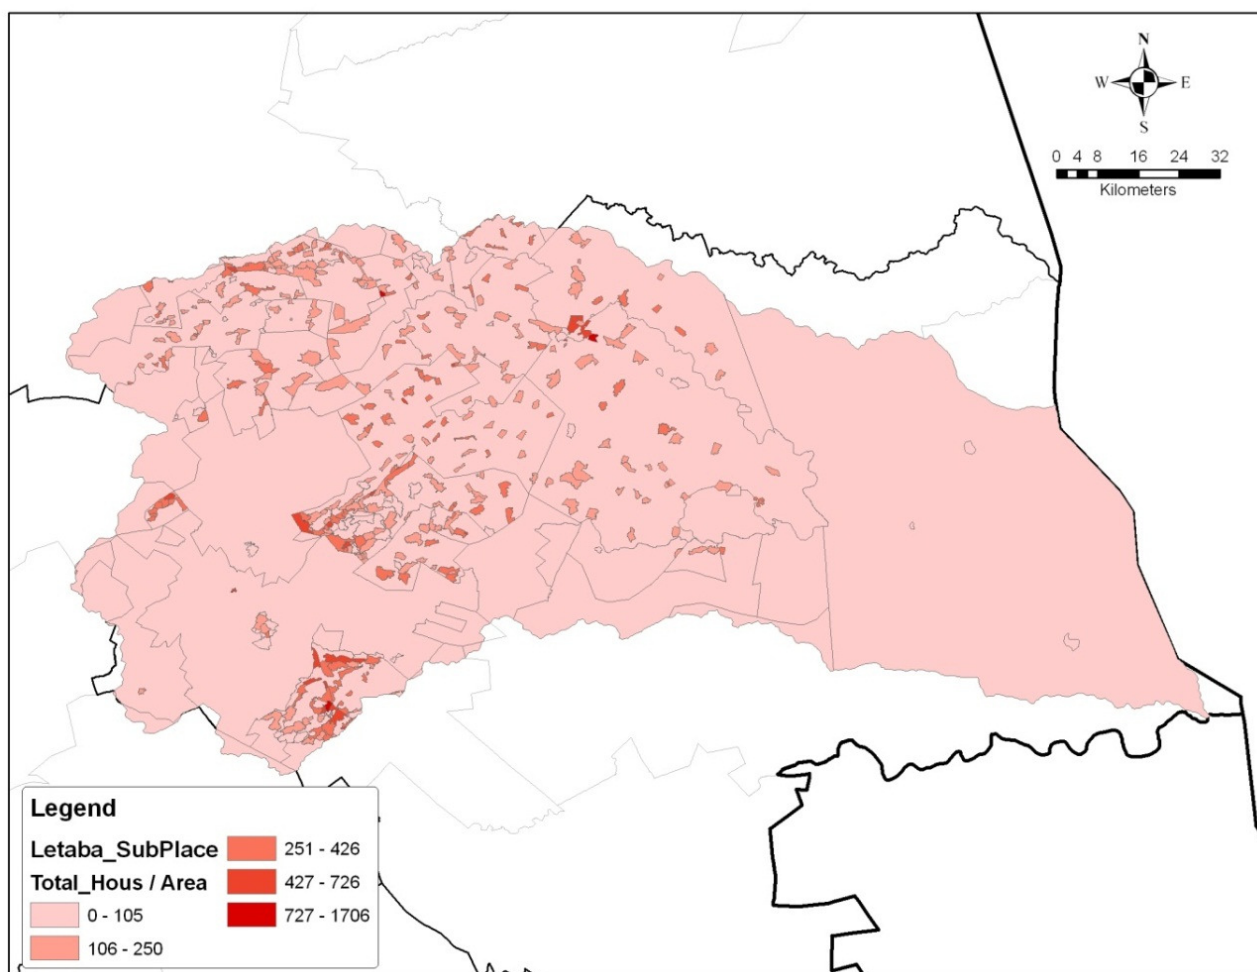 N
W E
S
0 4 8 16 24 32
Kilometers
Legend
Letaba_SubPlace
Total_Hous / Area
0 - 105
106 - 250
251 - 426
427 - 726
727 - 1706